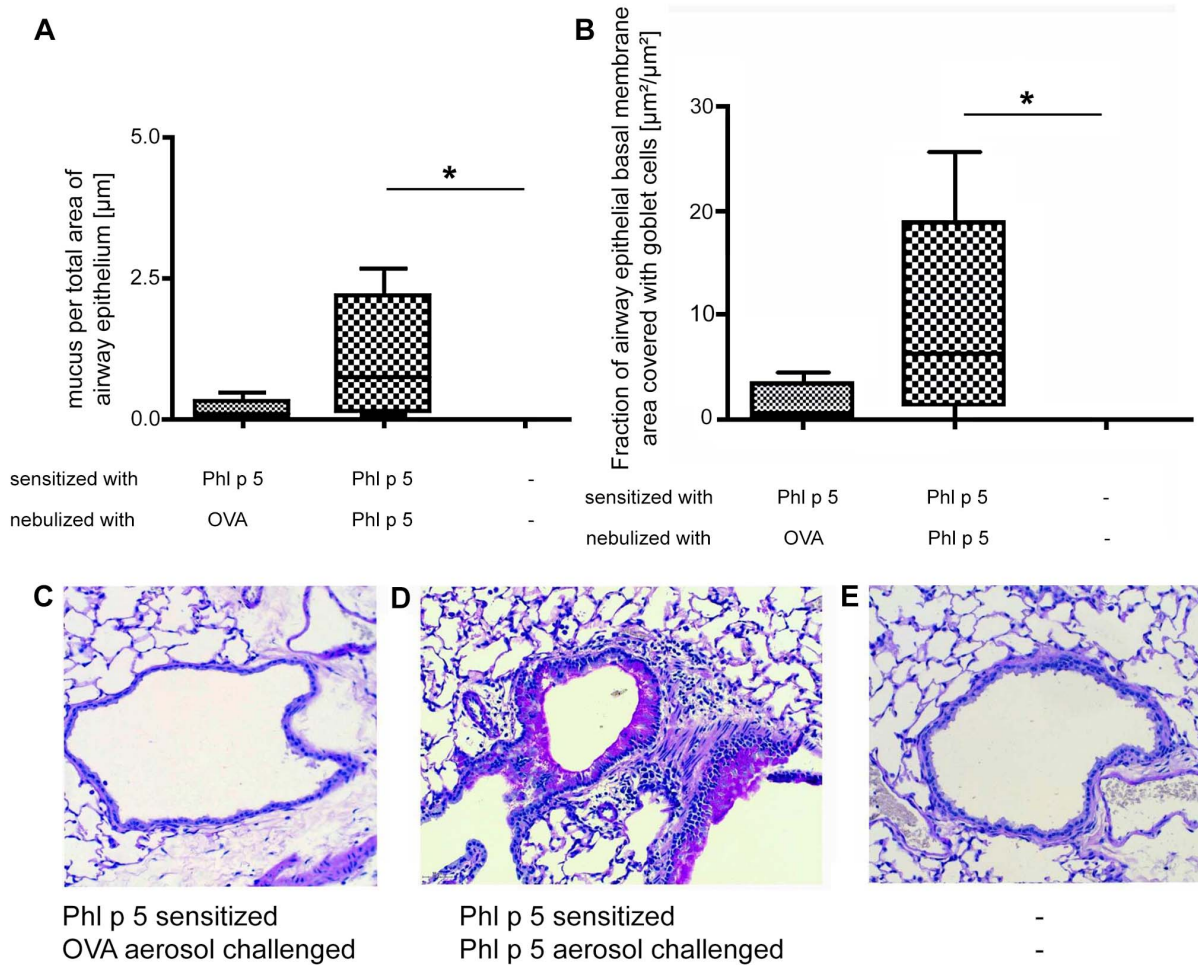 A
mucus per total area of
airway epithelium [µm]
5.0
2.5
0.0
*
sensitized with Phl p 5 Phl p 5 -
nebulized with OVA Phl p 5 -
B
Fraction of airway epithelial basal membrane
area covered with goblet cells [µm²/µm²]
30
20
10
0
*
sensitized with Phl p 5 Phl p 5 -
nebulized with OVA Phl p 5 -
C
Phl p 5 sensitized
OVA aerosol challenged
D
Phl p 5 sensitized
Phl p 5 aerosol challenged
E
-
-